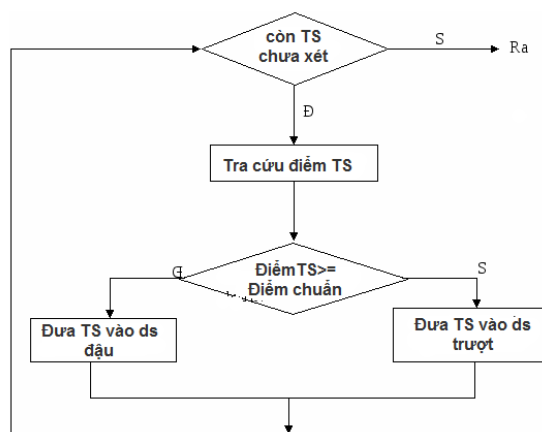 còn TS
chưa xét
S
Ra
Đ
Tra cứu điểm TS
ĐiểmTS>=
Điểm chuẩn
S
Đưa TS vào ds
đậu
Đưa TS vào ds
trượt